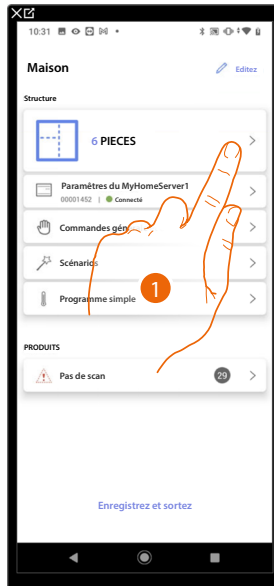 10:31
Maison
Editez
Structure
6 PIECES
Paramètres du MyHomeServer1
00001452 | Connecté
Commandes gén
Scénarios
1
Programme simple
PRODUITS
Pas de scan
29
Enregistrez et sortez